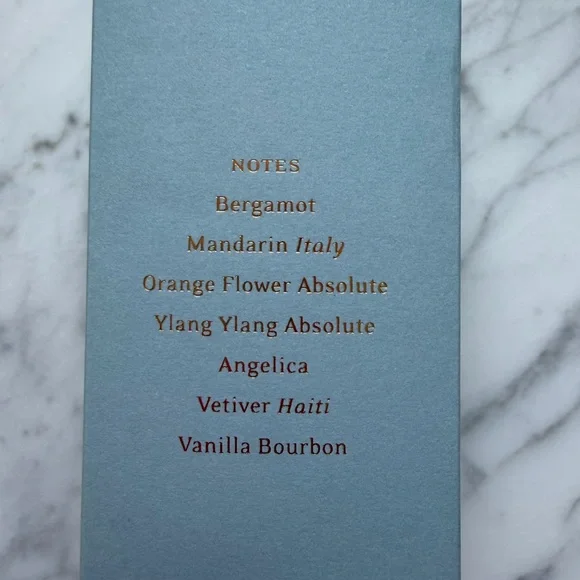 NOTES
Bergamot
Mandarin Italy
Orange Flower Absolute
Ylang Ylang Absolute
Angelica
Vetiver Haiti
Vanilla Bourbon